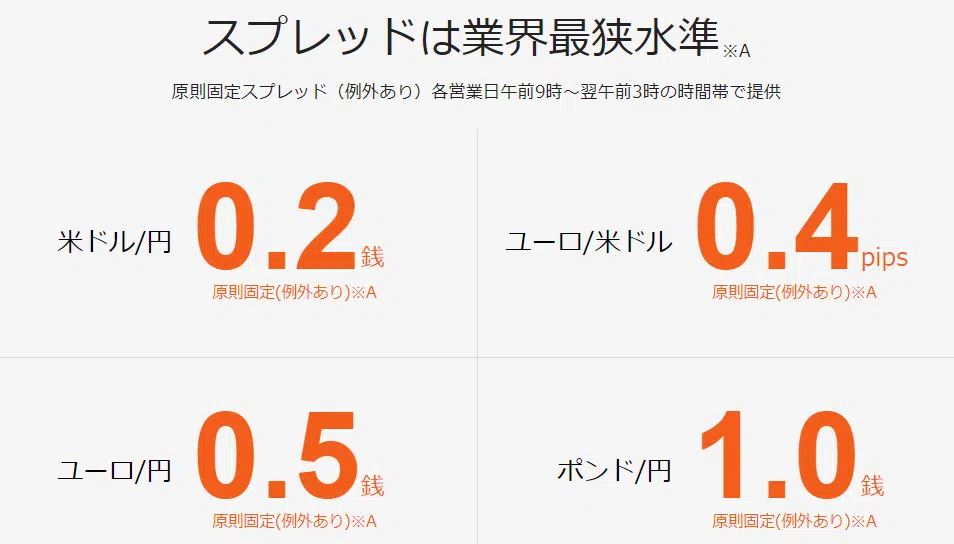 スプレッドは業界最狭水準※A
原則固定スプレッド（例外あり）各営業日午前9時～翌午前3時の時間帯で提供
米ドル/円 0.2銭
原則固定(例外あり)※A
ユーロ/米ドル 0.4pips
原則固定(例外あり)※A
ユーロ/円 0.5銭
原則固定(例外あり)※A
ポンド/円 1.0銭
原則固定(例外あり)※A